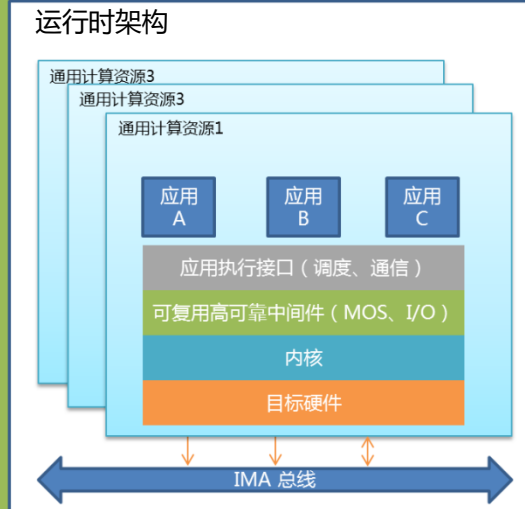 运行时架构
通用计算资源3
通用计算资源3
通用计算资源1
应用
A
应用
B
应用
C
应用执行接口（调度、通信）
可复用高可靠中间件（MOS、I/O）
内核
目标硬件
IMA 总线